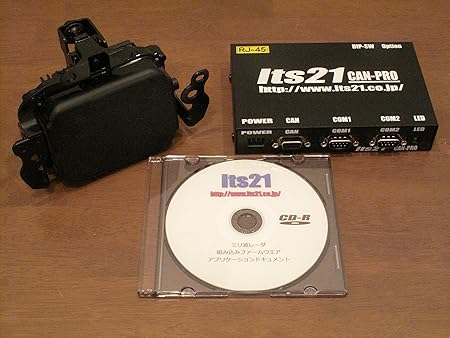 RJ-45
DIP-SW Option
Its21 CAN-PRO
http://www.its21.co.jp/
POWER CAN COM1 COM2 LED
POWER CAN COM1 COM2 LED
Its21 CAN-PRO
Its21
http://www.its21.co.jp/
CD-R
ミリ波レーダ
組み込みファームウエア
アプリケーションドキュメント